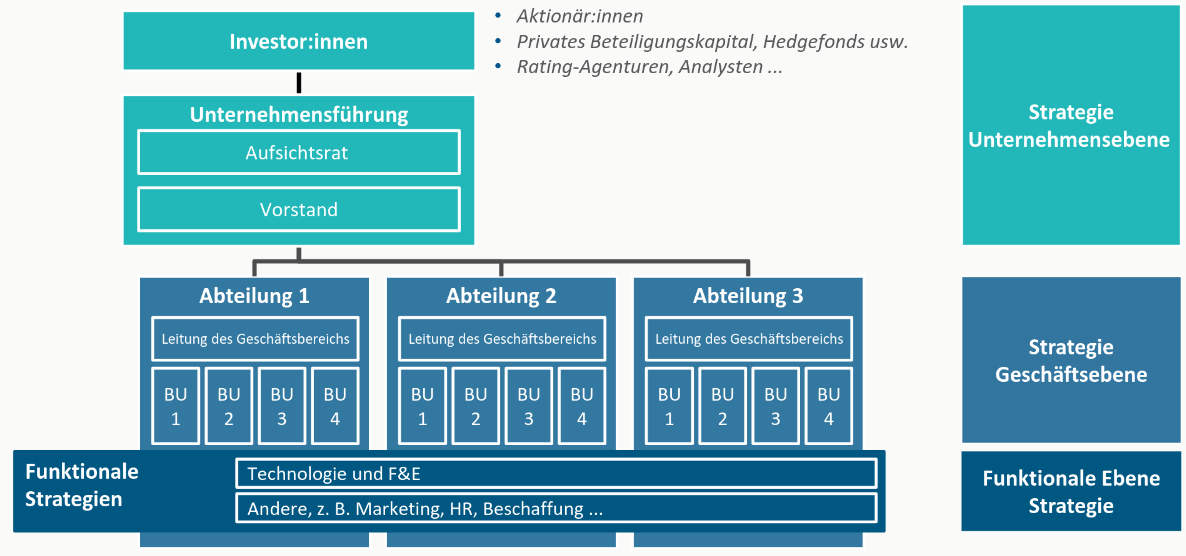 Investor:innen
• Aktionär:innen
• Privates Beteiligungskapital, Hedgefonds usw.
• Rating-Agenturen, Analysten ...
Unternehmensführung
Aufsichtsrat
Vorstand
Strategie
Unternehmensebene
Abteilung 1
Leitung des Geschäftsbereichs
BU
1
BU
2
BU
3
BU
4
Abteilung 2
Leitung des Geschäftsbereichs
BU
1
BU
2
BU
3
BU
4
Abteilung 3
Leitung des Geschäftsbereichs
BU
1
BU
2
BU
3
BU
4
Strategie
Geschäftsebene
Funktionale
Strategien
Technologie und F&E
Andere, z. B. Marketing, HR, Beschaffung ...
Funktionale Ebene
Strategie